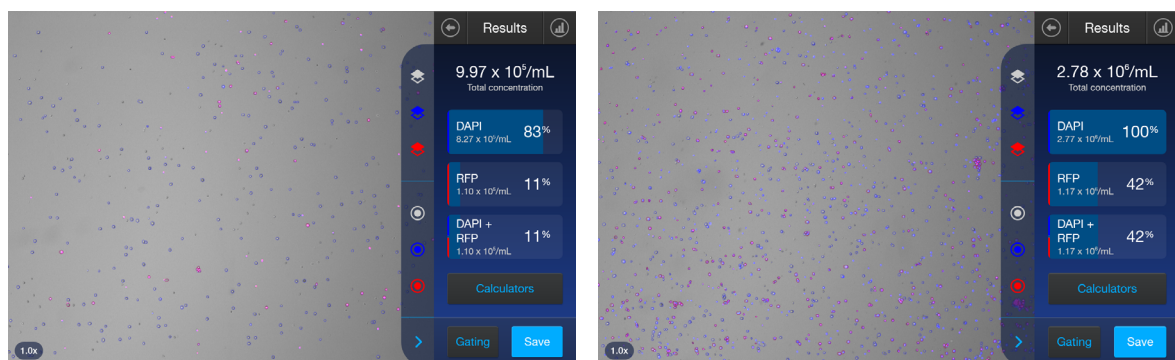 Results
9.97 x 10⁵/mL
Total concentration
DAPI
8.27 x 10⁵/mL
83%
RFP
1.10 x 10⁵/mL
11%
DAPI +
RFP
1.10 x 10⁵/mL
11%
Calculators
Gating
Save
1.0x
Results
2.78 x 10⁶/mL
Total concentration
DAPI
2.77 x 10⁶/mL
100%
RFP
1.17 x 10⁶/mL
42%
DAPI +
RFP
1.17 x 10⁶/mL
42%
Calculators
Gating
Save
1.0x